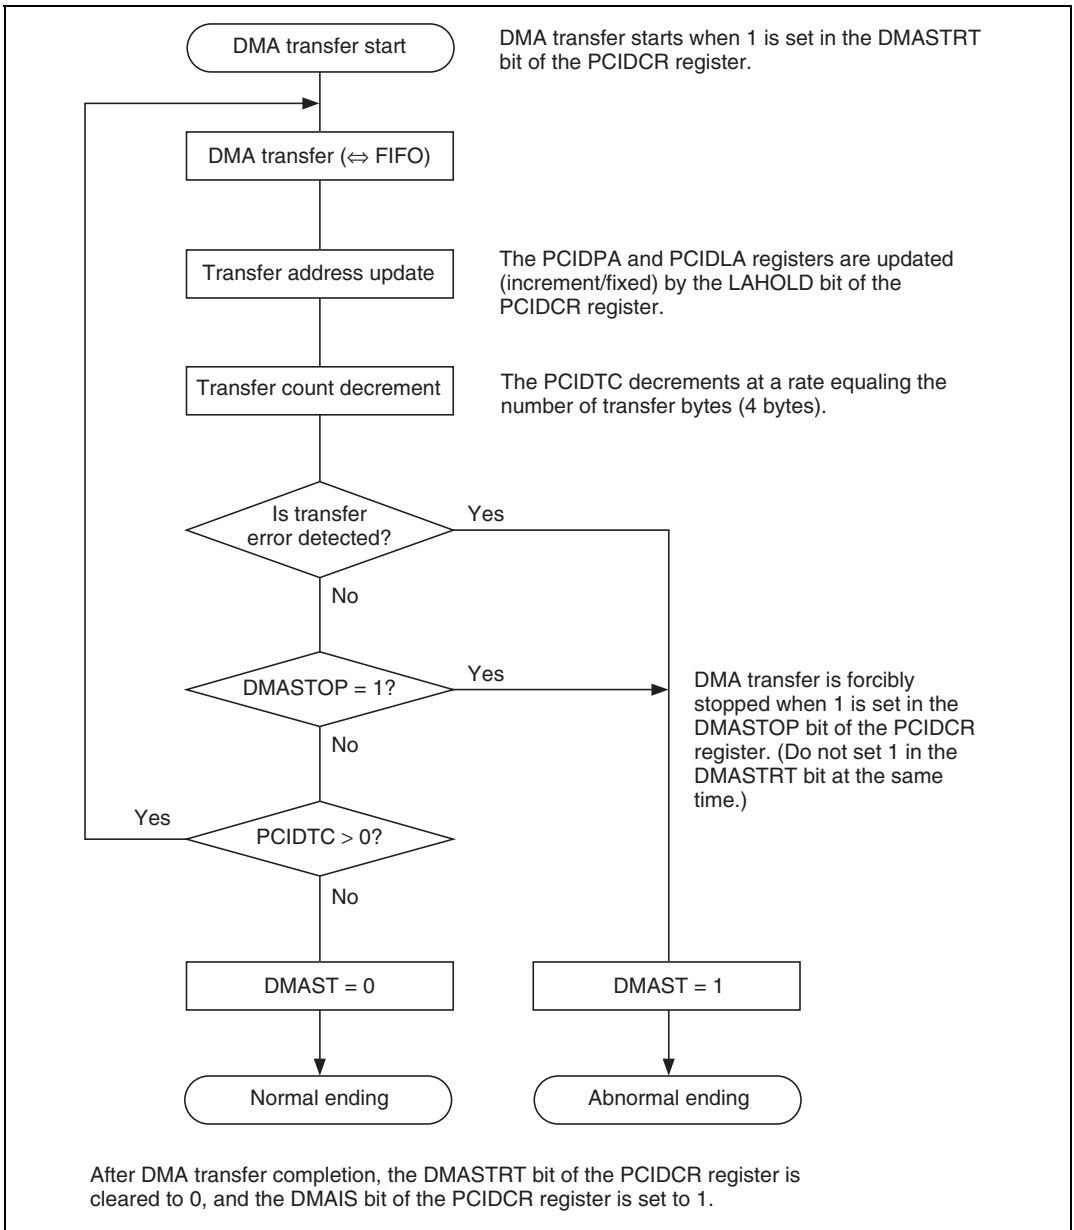 DMA transfer start
DMA transfer starts when 1 is set in the DMASTRT
bit of the PCIDCR register.
DMA transfer (⇔ FIFO)
Transfer address update
The PCIDPA and PCIDLA registers are updated
(increment/fixed) by the LAHOLD bit of the
PCIDCR register.
Transfer count decrement
The PCIDTC decrements at a rate equaling the
number of transfer bytes (4 bytes).
Is transfer
error detected?
Yes
No
DMASTOP = 1?
Yes
DMA transfer is forcibly
stopped when 1 is set in the
DMASTOP bit of the PCIDCR
register. (Do not set 1 in the
DMASTRT bit at the same
time.)
No
Yes
PCIDTC > 0?
No
DMAST = 0
DMAST = 1
Normal ending
Abnormal ending
After DMA transfer completion, the DMASTRT bit of the PCIDCR register is
cleared to 0, and the DMAIS bit of the PCIDCR register is set to 1.